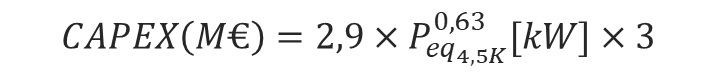 CAPEX(M€) = 2,9 × P_{eq_{4,5K}}^{0,63}[kW] × 3